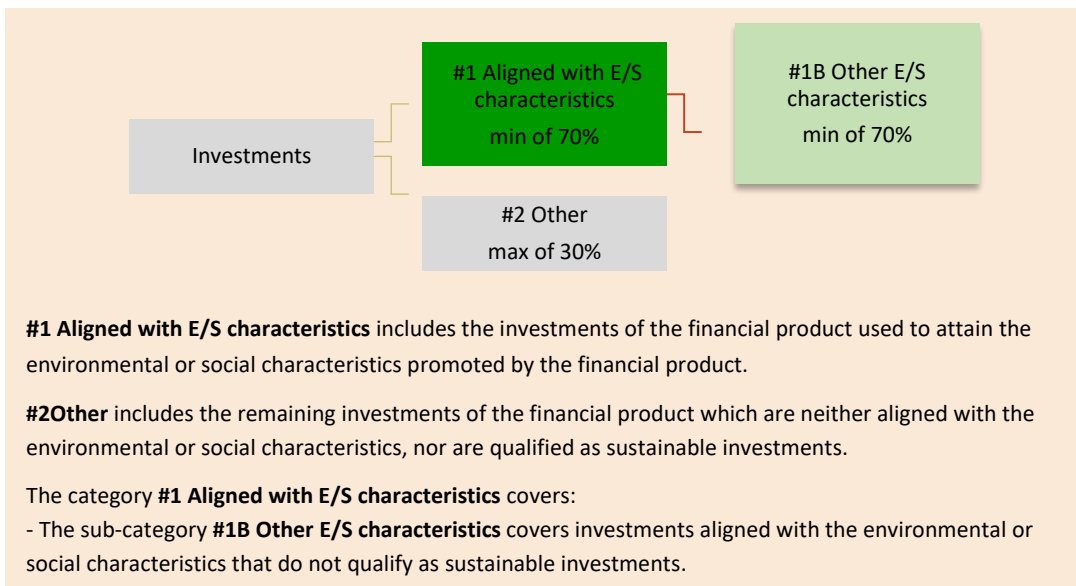 #1 Aligned with E/S
characteristics
min of 70%
#1B Other E/S
characteristics
min of 70%
Investments
#2 Other
max of 30%
#1 Aligned with E/S characteristics includes the investments of the financial product used to attain the
environmental or social characteristics promoted by the financial product.
#2Other includes the remaining investments of the financial product which are neither aligned with the
environmental or social characteristics, nor are qualified as sustainable investments.
The category #1 Aligned with E/S characteristics covers:
- The sub-category #1B Other E/S characteristics covers investments aligned with the environmental or
social characteristics that do not qualify as sustainable investments.